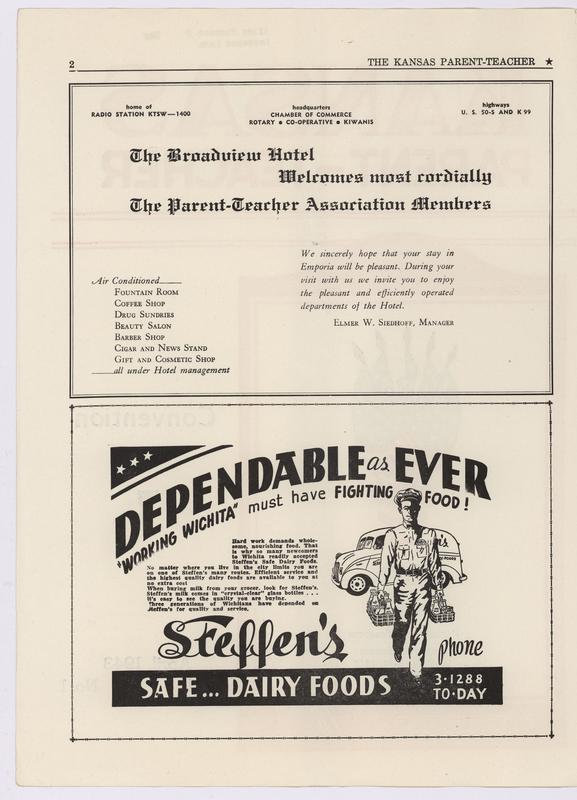 2
THE KANSAS PARENT-TEACHER ★
home of
RADIO STATION KTSW—1400
headquarters
CHAMBER OF COMMERCE
ROTARY ● CO-OPERATIVE ● KIWANIS
highways
U. S. 50-S AND K 99
The Broadview Hotel
Welcomes most cordially
The Parent-Teacher Association Members
We sincerely hope that your stay in
Emporia will be pleasant. During your
visit with us we invite you to enjoy
the pleasant and efficiently operated
departments of the Hotel.
ELMER W. SIEDHOFF, MANAGER
Air Conditioned
FOUNTAIN ROOM
COFFEE SHOP
DRUG SUNDRIES
BEAUTY SALON
BARBER SHOP
CIGAR AND NEWS STAND
GIFT AND COSMETIC SHOP
all under Hotel management
DEPENDABLE as EVER
"WORKING WICHITA" must have FIGHTING FOOD!
Hard work demands whole-
some, nourishing food. That
is why so many newcomers
to Wichita readily accepted
Steffen's Safe Dairy Foods.
No matter where you live in the city limits you are
on one of Steffen's many routes. Efficient service and
the highest quality dairy foods are available to you at
no extra cost
When buying milk from your grocer, look for Steffen's.
Steffen's milk comes in "crystal-clear" glass bottles . . .
it's easy to see the quality you are buying.
Three generations of Wichitans have depended on
Steffen's for quality and service.
Steffen's
phone
SAFE... DAIRY FOODS
3·1288
TO·DAY